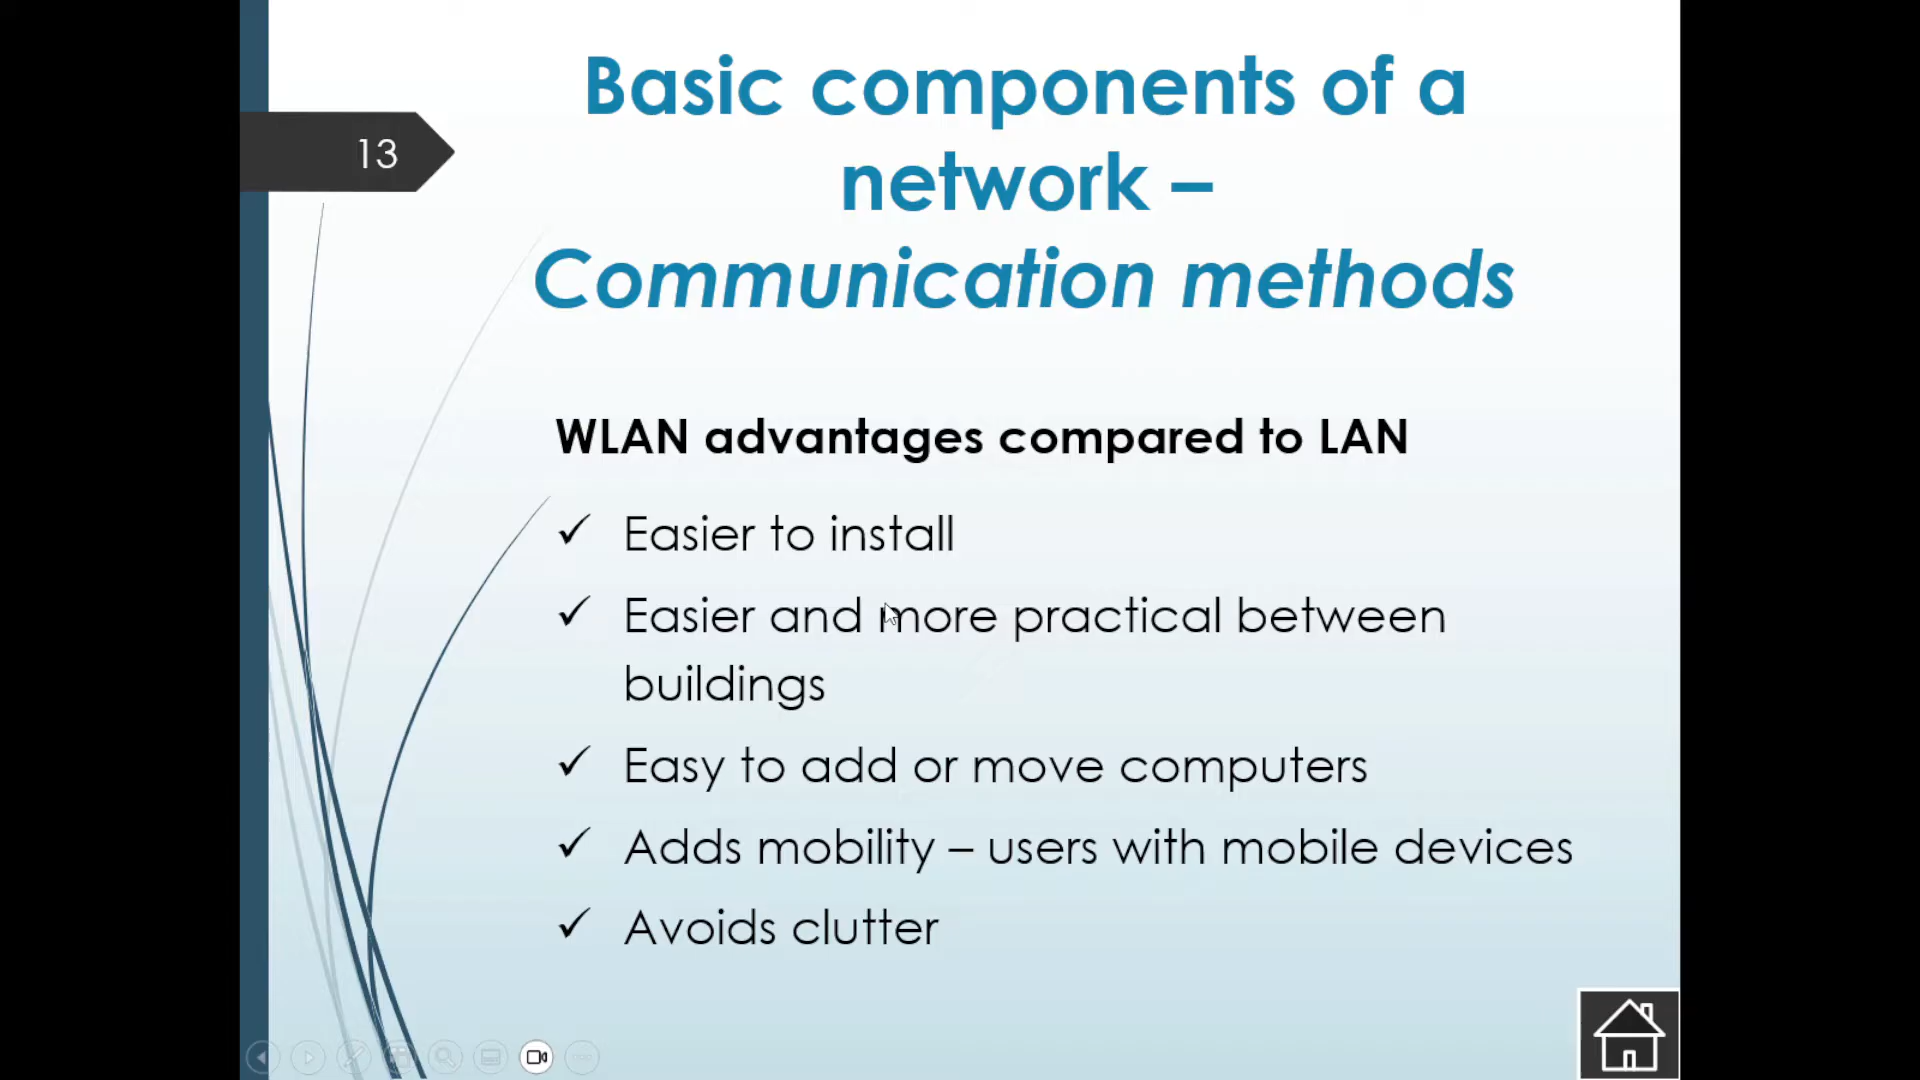 13
Basic components of a
network –
Communication methods
WLAN advantages compared to LAN
✓ Easier to install
✓ Easier and more practical between
buildings
✓ Easy to add or move computers
✓ Adds mobility – users with mobile devices
✓ Avoids clutter